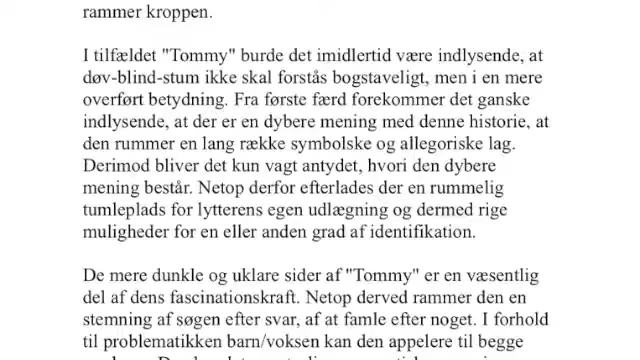 rammer kroppen.
I tilfældet "Tommy" burde det imidlertid være indlysende, at
døv-blind-stum ikke skal forstås bogstaveligt, men i en mere
overført betydning. Fra første færd forekommer det ganske
indlysende, at der er en dybere mening med denne historie, at
den rummer en lang række symbolske og allegoriske lag.
Derimod bliver det kun vagt antydet, hvori den dybere
mening består. Netop derfor efterlades der en rummelig
tumleplads for lytterens egen udlægning og dermed rige
muligheder for en eller anden grad af identifikation.
De mere dunkle og uklare sider af "Tommy" er en væsentlig
del af dens fascinationskraft. Netop derved rammer den en
stemning af søgen efter svar, af at famle efter noget. I forhold
til problematikken barn/voksen kan den appelere til begge